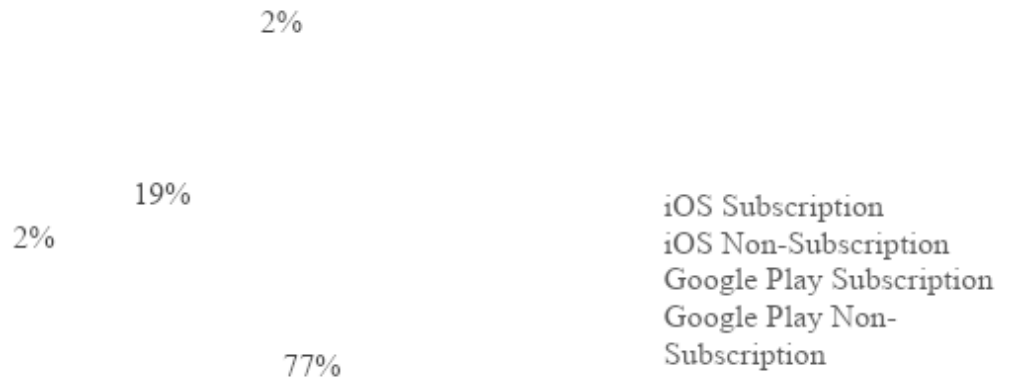 2%
19%
2%
77%
iOS Subscription
iOS Non-Subscription
Google Play Subscription
Google Play Non-
Subscription